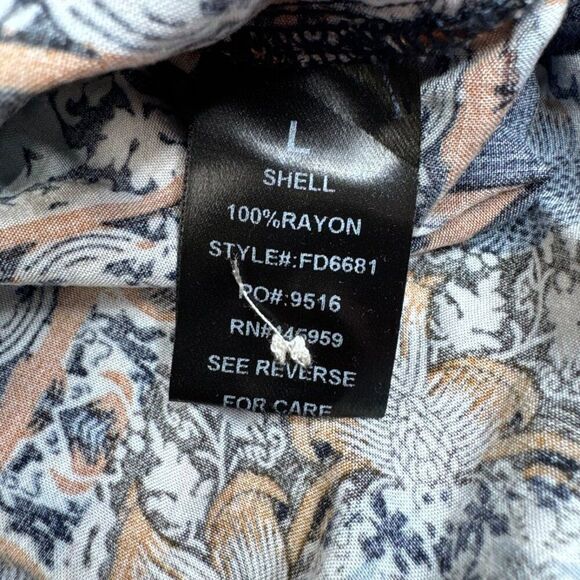 L
SHELL
100%RAYON
STYLE#:FD6681
PO#:9516
SEE REVERSE
FOR CARE